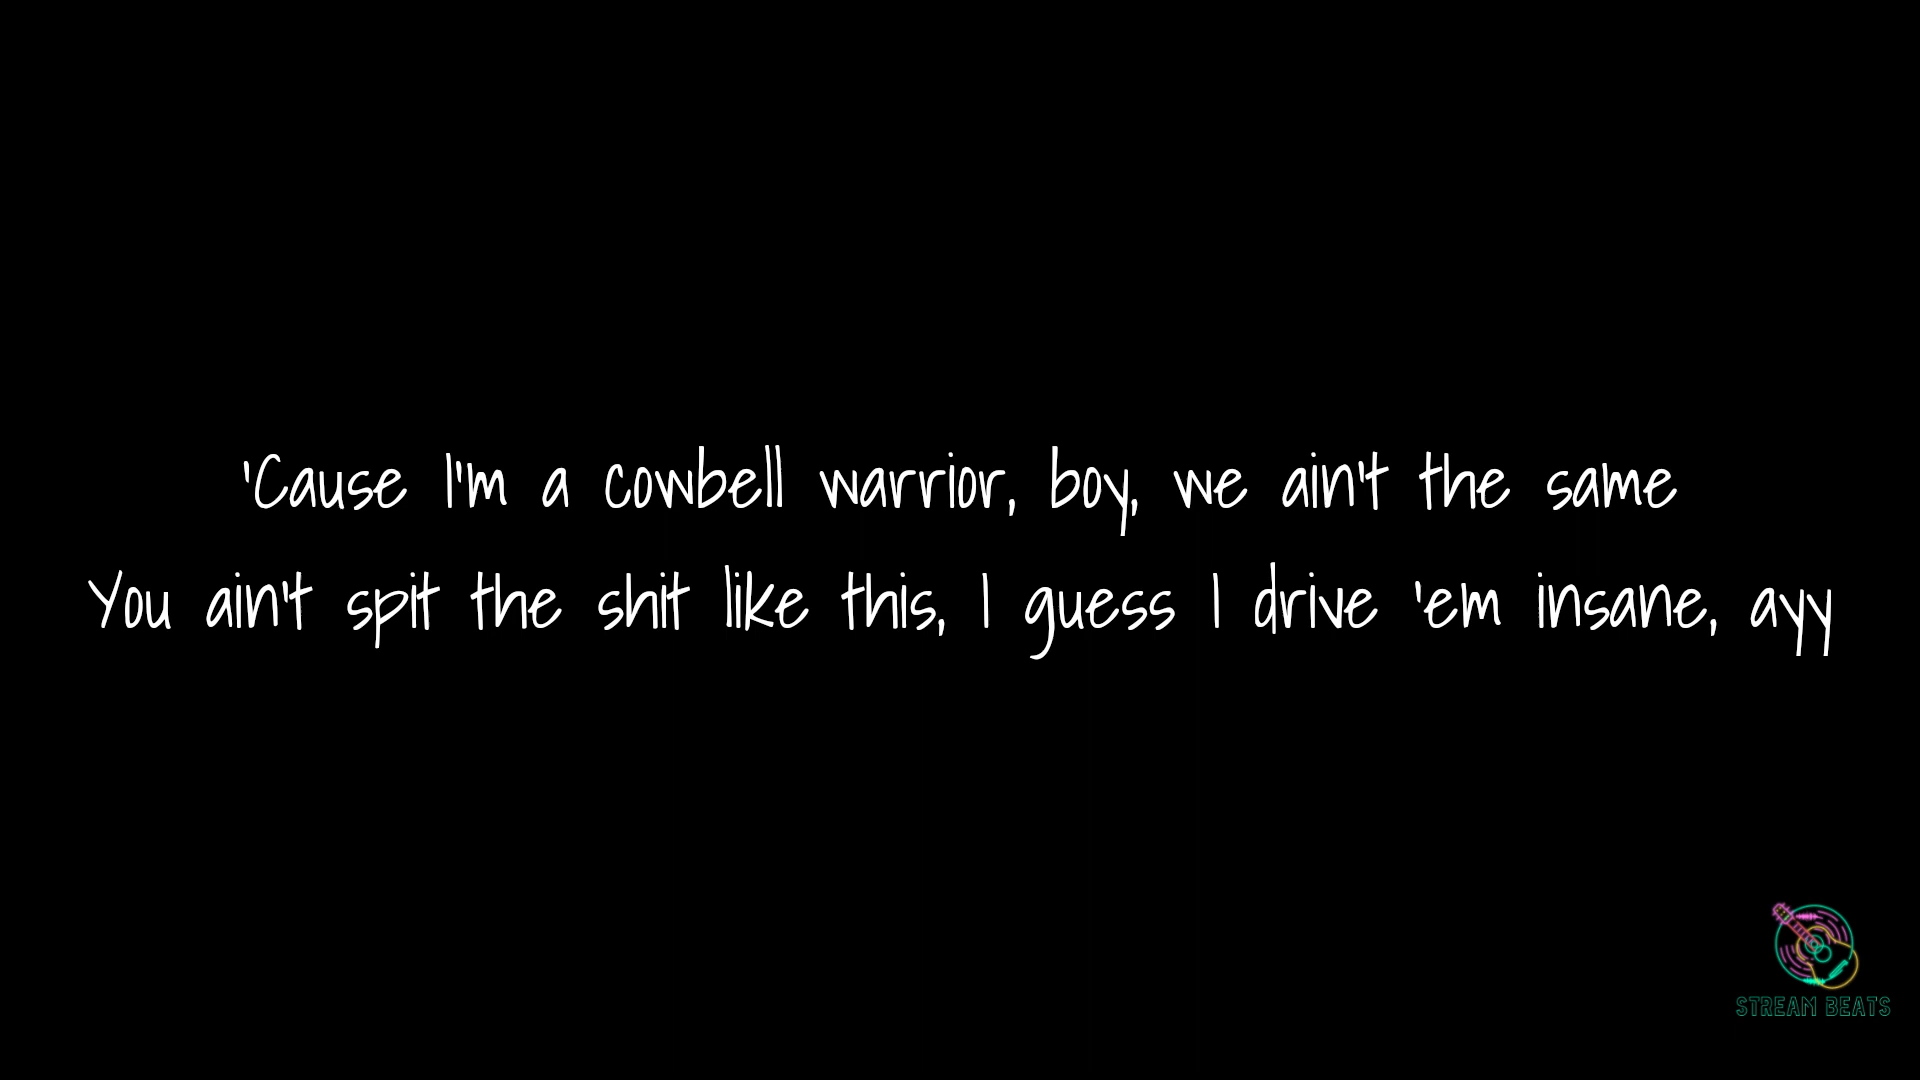 'Cause I'm a cowbell warrior, boy, we ain't the same
You ain't spit the shit like this, I guess I drive 'em insane, ayy
STREAM BEATS